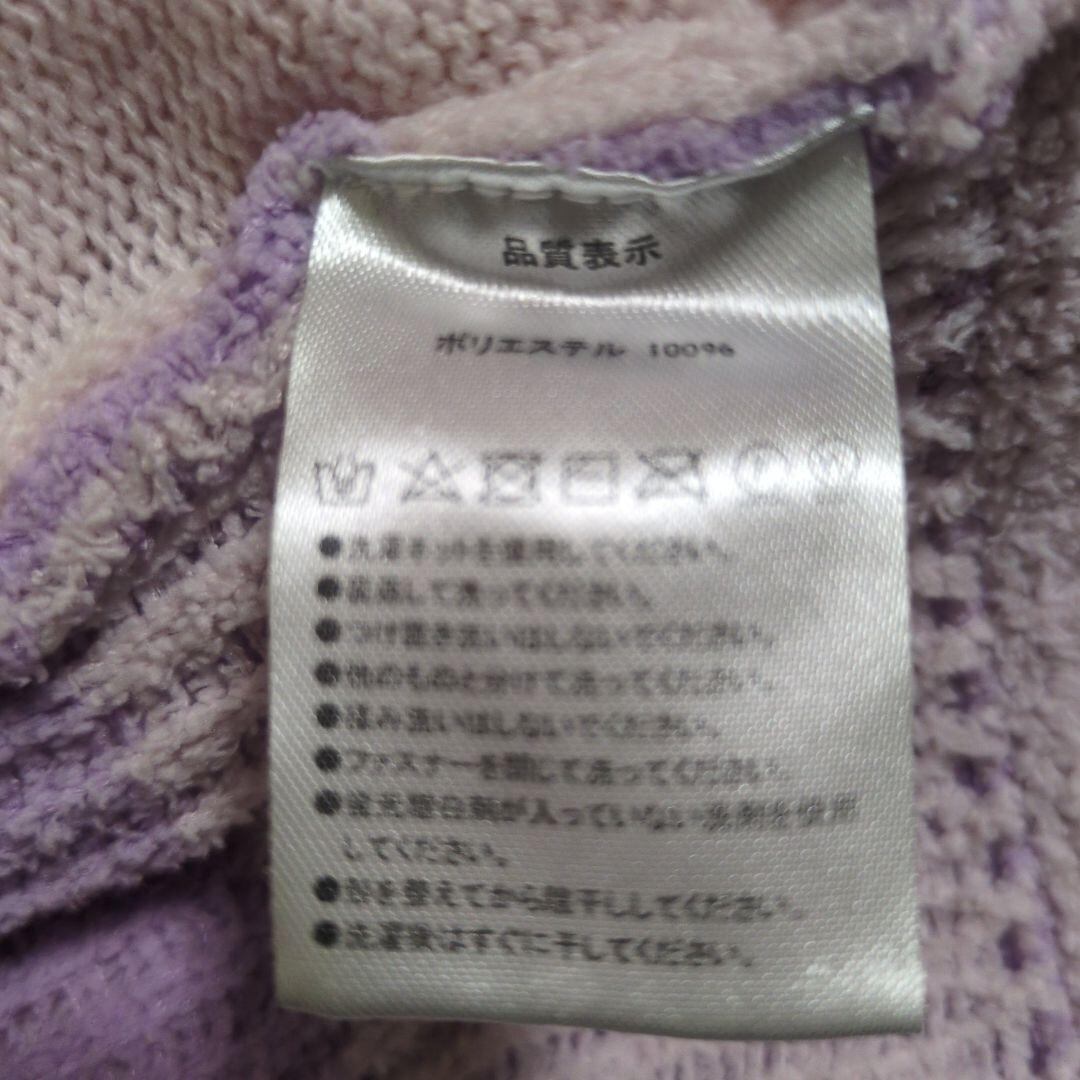 品質表示
ポリエステル 100%
●洗濯ネットを使用してください。
●裏返して洗ってください。
●つけ置き洗いはしないでください。
●他のものと分けて洗ってください。
●揉み洗いはしないでください。
●ファスナーを閉じて洗ってください。
●蛍光増白剤が入っていない洗剤を使用
してください。
●形を整えてから陰干ししてください。
●洗濯後はすぐに干してください。